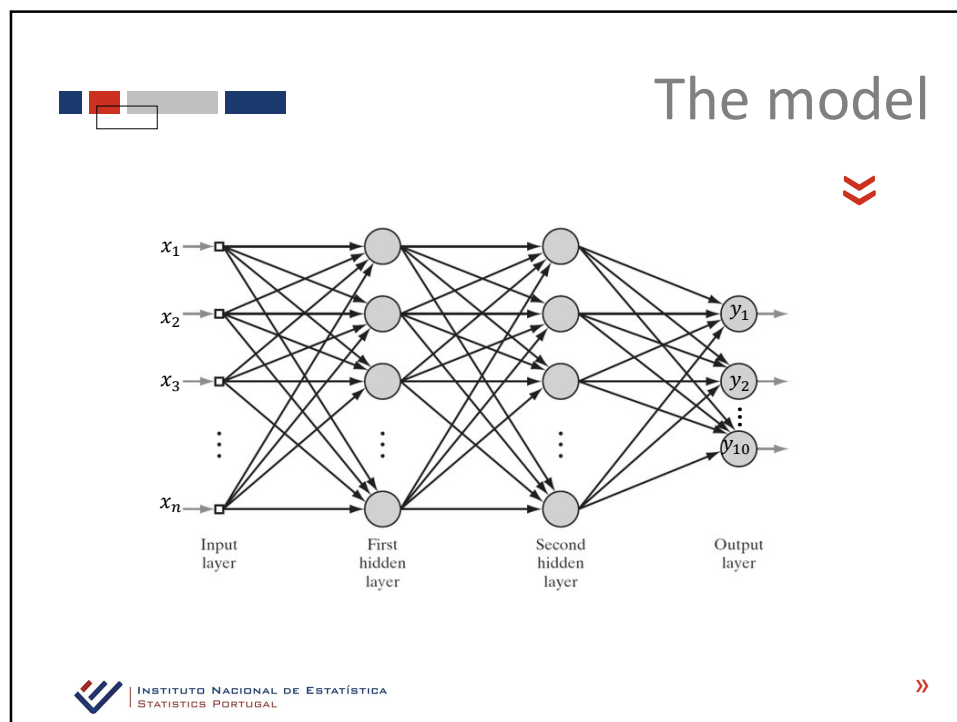 The model
x₁
x₂
x₃
⋮ ⋮ ⋮
xₙ
y₁
y₂
⋮
y₁₀
Input
layer
First
hidden
layer
Second
hidden
layer
Output
layer
INSTITUTO NACIONAL DE ESTATÍSTICA
STATISTICS PORTUGAL
»